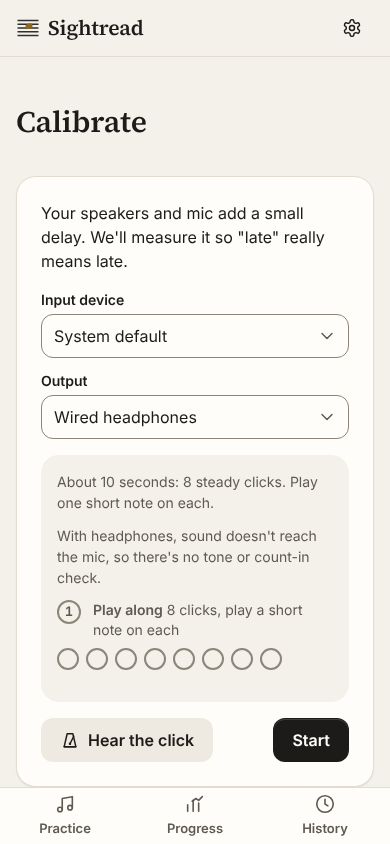 Sightread
Calibrate
Your speakers and mic add a small
delay. We'll measure it so "late" really
means late.
Input device
System default
Output
Wired headphones
About 10 seconds: 8 steady clicks. Play
one short note on each.
With headphones, sound doesn't reach
the mic, so there's no tone or count-in
check.
1 Play along 8 clicks, play a short
note on each
Hear the click
Start
Practice
Progress
History